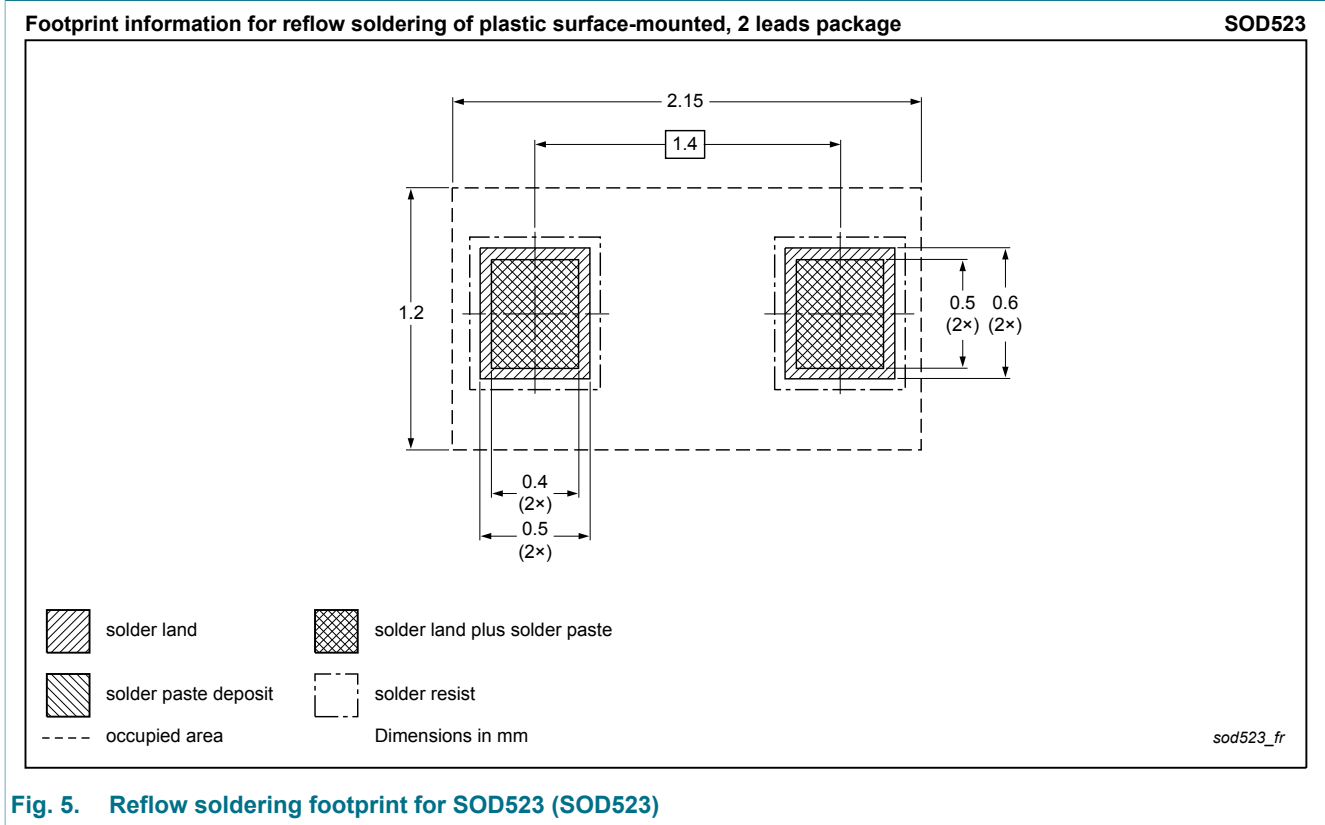 Footprint information for reflow soldering of plastic surface-mounted, 2 leads package SOD523
2.15
1.4
1.2
0.5 0.6
(2×) (2×)
0.4
(2×)
0.5
(2×)
solder land solder land plus solder paste
solder paste deposit solder resist
occupied area Dimensions in mm
sod523_fr
Fig. 5. Reflow soldering footprint for SOD523 (SOD523)